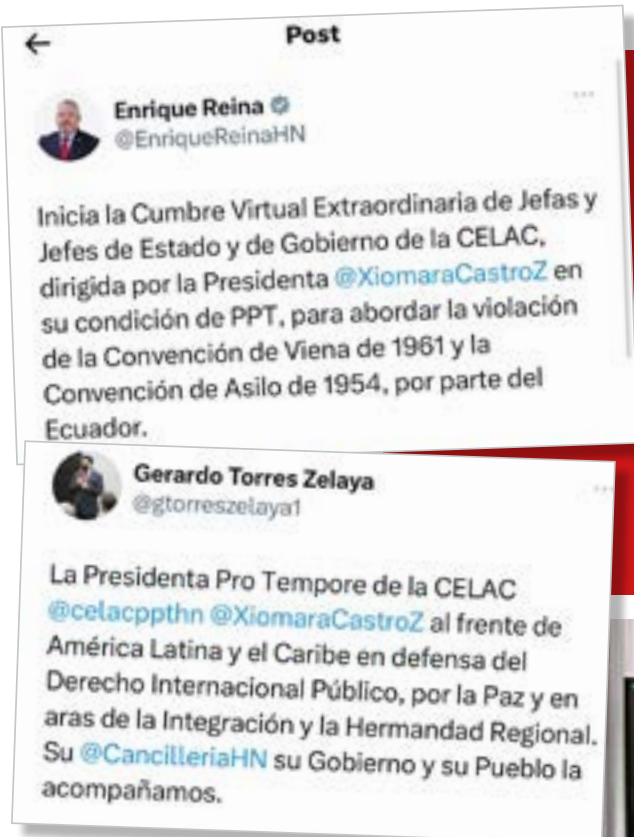 Post
Enrique Reina
@EnriqueReinaHN
Inicia la Cumbre Virtual Extraordinaria de Jefas y
Jefes de Estado y de Gobierno de la CELAC,
dirigida por la Presidenta @XiomaraCastroZ en
su condición de PPT, para abordar la violación
de la Convención de Viena de 1961 y la
Convención de Asilo de 1954, por parte del
Ecuador.
Gerardo Torres Zelaya
@gtorreszelaya1
La Presidenta Pro Tempore de la CELAC
@celacppthn @XiomaraCastroZ al frente de
América Latina y el Caribe en defensa del
Derecho Internacional Público, por la Paz y en
aras de la Integración y la Hermandad Regional.
Su @CancilleriaHN su Gobierno y su Pueblo la
acompañamos.